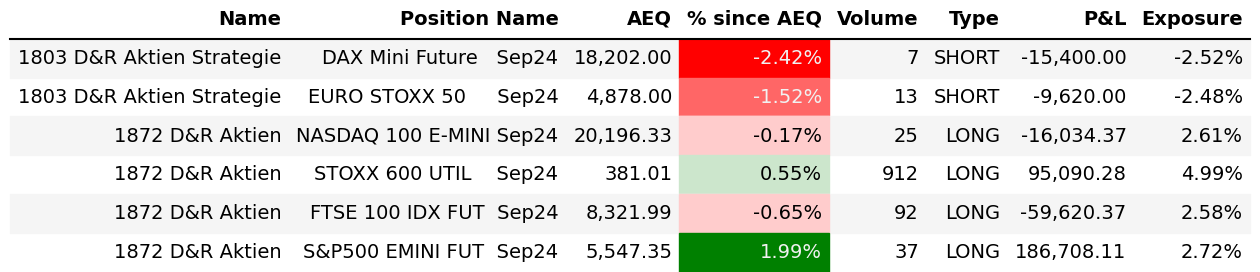 Name Position Name AEQ % since AEQ Volume Type P&L Exposure
1803 D&R Aktien Strategie DAX Mini Future Sep24 18,202.00 -2.42% 7 SHORT -15,400.00 -2.52%
1803 D&R Aktien Strategie EURO STOXX 50 Sep24 4,878.00 -1.52% 13 SHORT -9,620.00 -2.48%
1872 D&R Aktien NASDAQ 100 E-MINI Sep24 20,196.33 -0.17% 25 LONG -16,034.37 2.61%
1872 D&R Aktien STOXX 600 UTIL Sep24 381.01 0.55% 912 LONG 95,090.28 4.99%
1872 D&R Aktien FTSE 100 IDX FUT Sep24 8,321.99 -0.65% 92 LONG -59,620.37 2.58%
1872 D&R Aktien S&P500 EMINI FUT Sep24 5,547.35 1.99% 37 LONG 186,708.11 2.72%